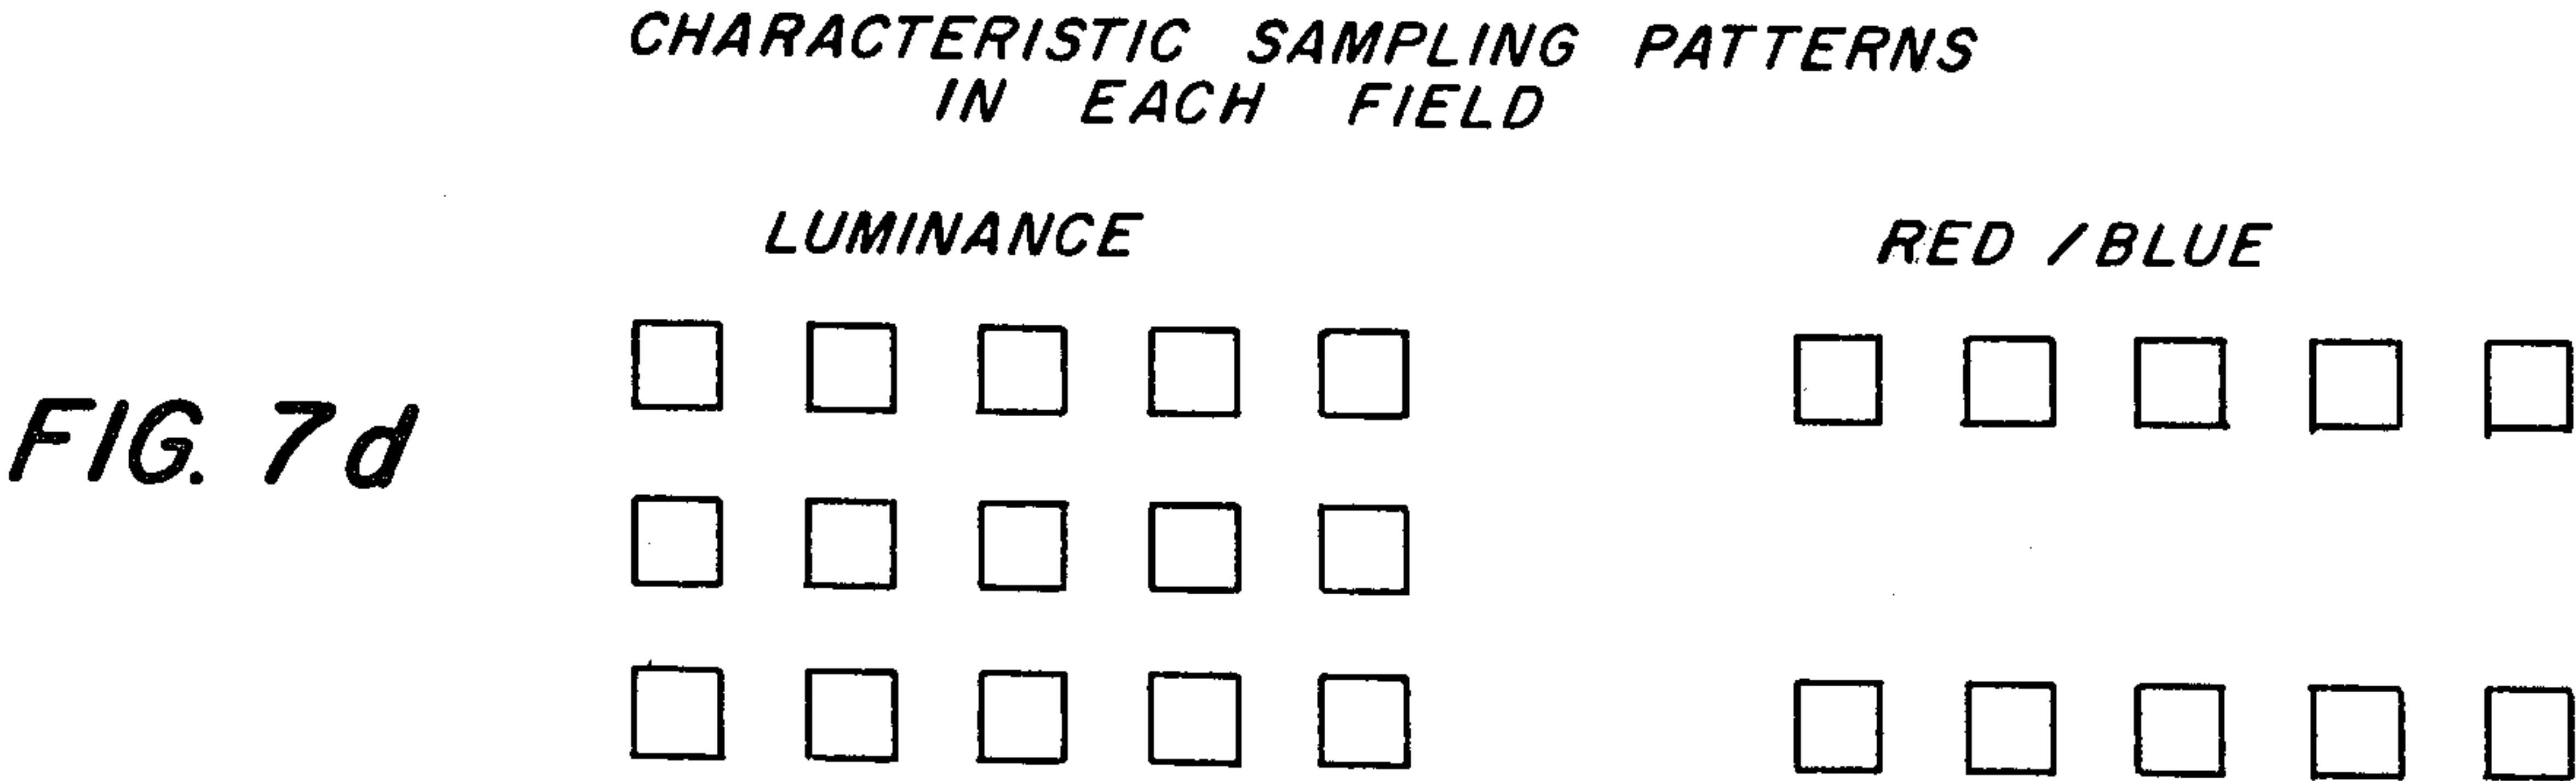 CHARACTERISTIC SAMPLING PATTERNS
IN EACH FIELD
LUMINANCE
RED / BLUE
FIG. 7d